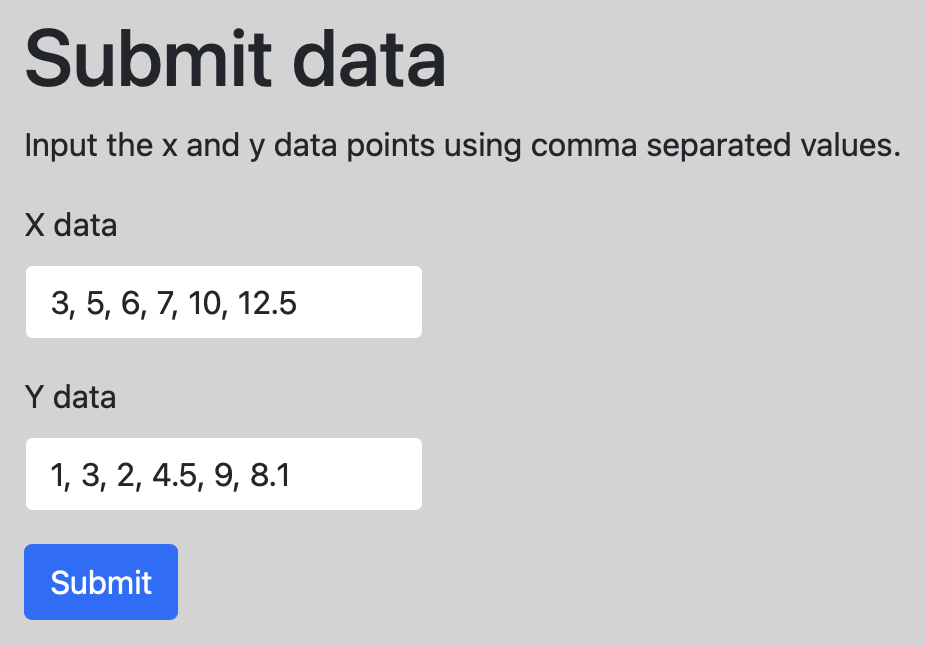 Submit data
Input the x and y data points using comma separated values.
X data
3, 5, 6, 7, 10, 12.5
Y data
1, 3, 2, 4.5, 9, 8.1
Submit